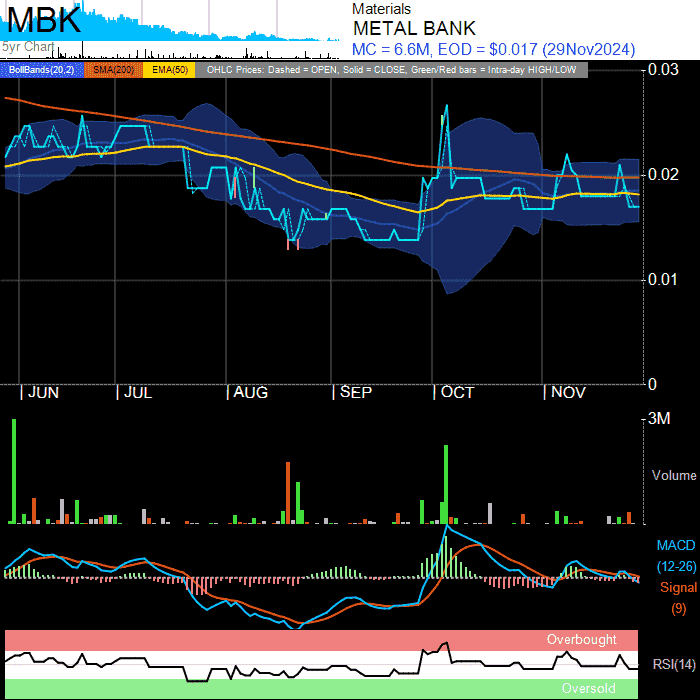 MBK
5yr Chart
Materials
METAL BANK
MC = 6.6M, EOD = $0.017 (29Nov2024)
BollBands(20,2) SMA(200) EMA(50) OHLC Prices: Dashed = OPEN, Solid = CLOSE, Green/Red bars = Intra-day HIGH/LOW
0.03
0.02
0.01
0
JUN JUL AUG SEP OCT NOV
3M
Volume
MACD
(12-26)
Signal
(9)
Overbought
RSI(14)
Oversold